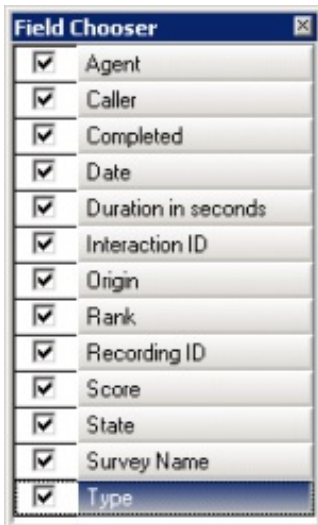 Field Chooser
Agent
Caller
Completed
Date
Duration in seconds
Interaction ID
Origin
Rank
Recording ID
Score
State
Survey Name
Type